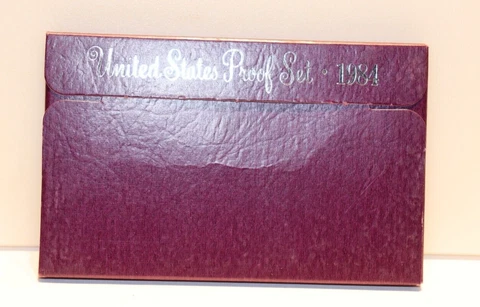 United States Proof Set · 1984